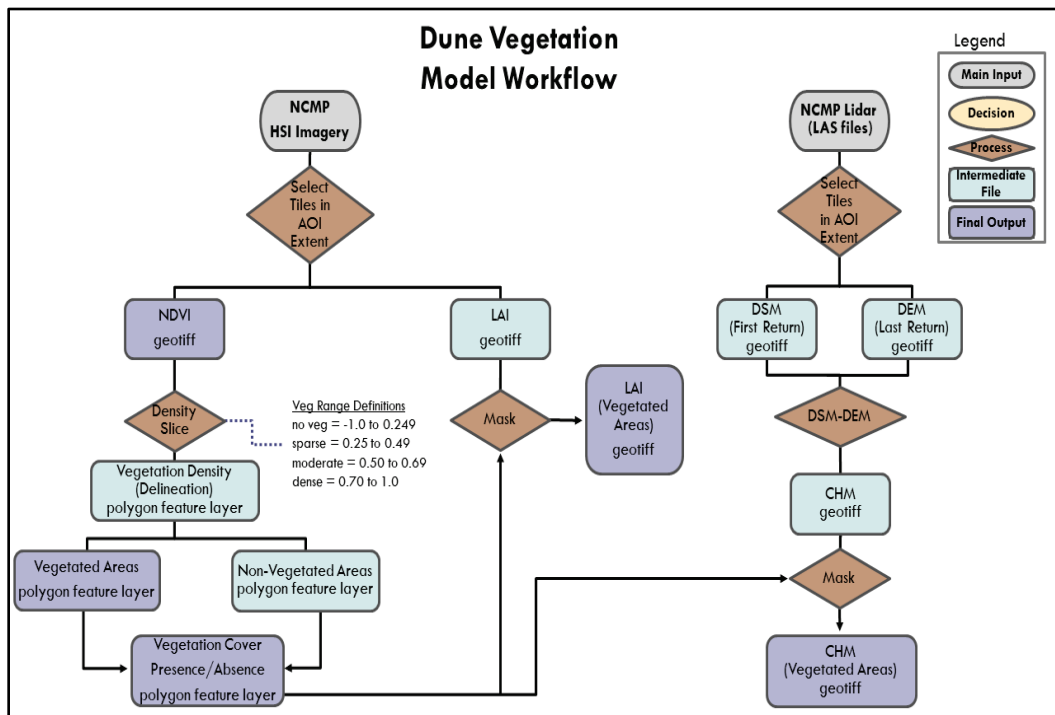 Dune Vegetation
Model Workflow
Legend
Main Input
Decision
Process
Intermediate
File
Final Output
NCMP
HSI Imagery
Select
Tiles in
AOI
Extent
NDVI
geotiff
LAI
geotiff
Density
Slice
Veg Range Definitions
no veg = -1.0 to 0.249
sparse = 0.25 to 0.49
moderate = 0.50 to 0.69
dense = 0.70 to 1.0
Mask
LAI
(Vegetated
Areas)
geotiff
Vegetation Density
(Delineation)
polygon feature layer
Vegetated Areas
polygon feature layer
Non-Vegetated Areas
polygon feature layer
Vegetation Cover
Presence/Absence
polygon feature layer
NCMP Lidar
(LAS files)
Select
Tiles
in AOI
Extent
DSM
(First Return)
geotiff
DEM
(Last Return)
geotiff
DSM-DEM
CHM
geotiff
Mask
CHM
(Vegetated Areas)
geotiff